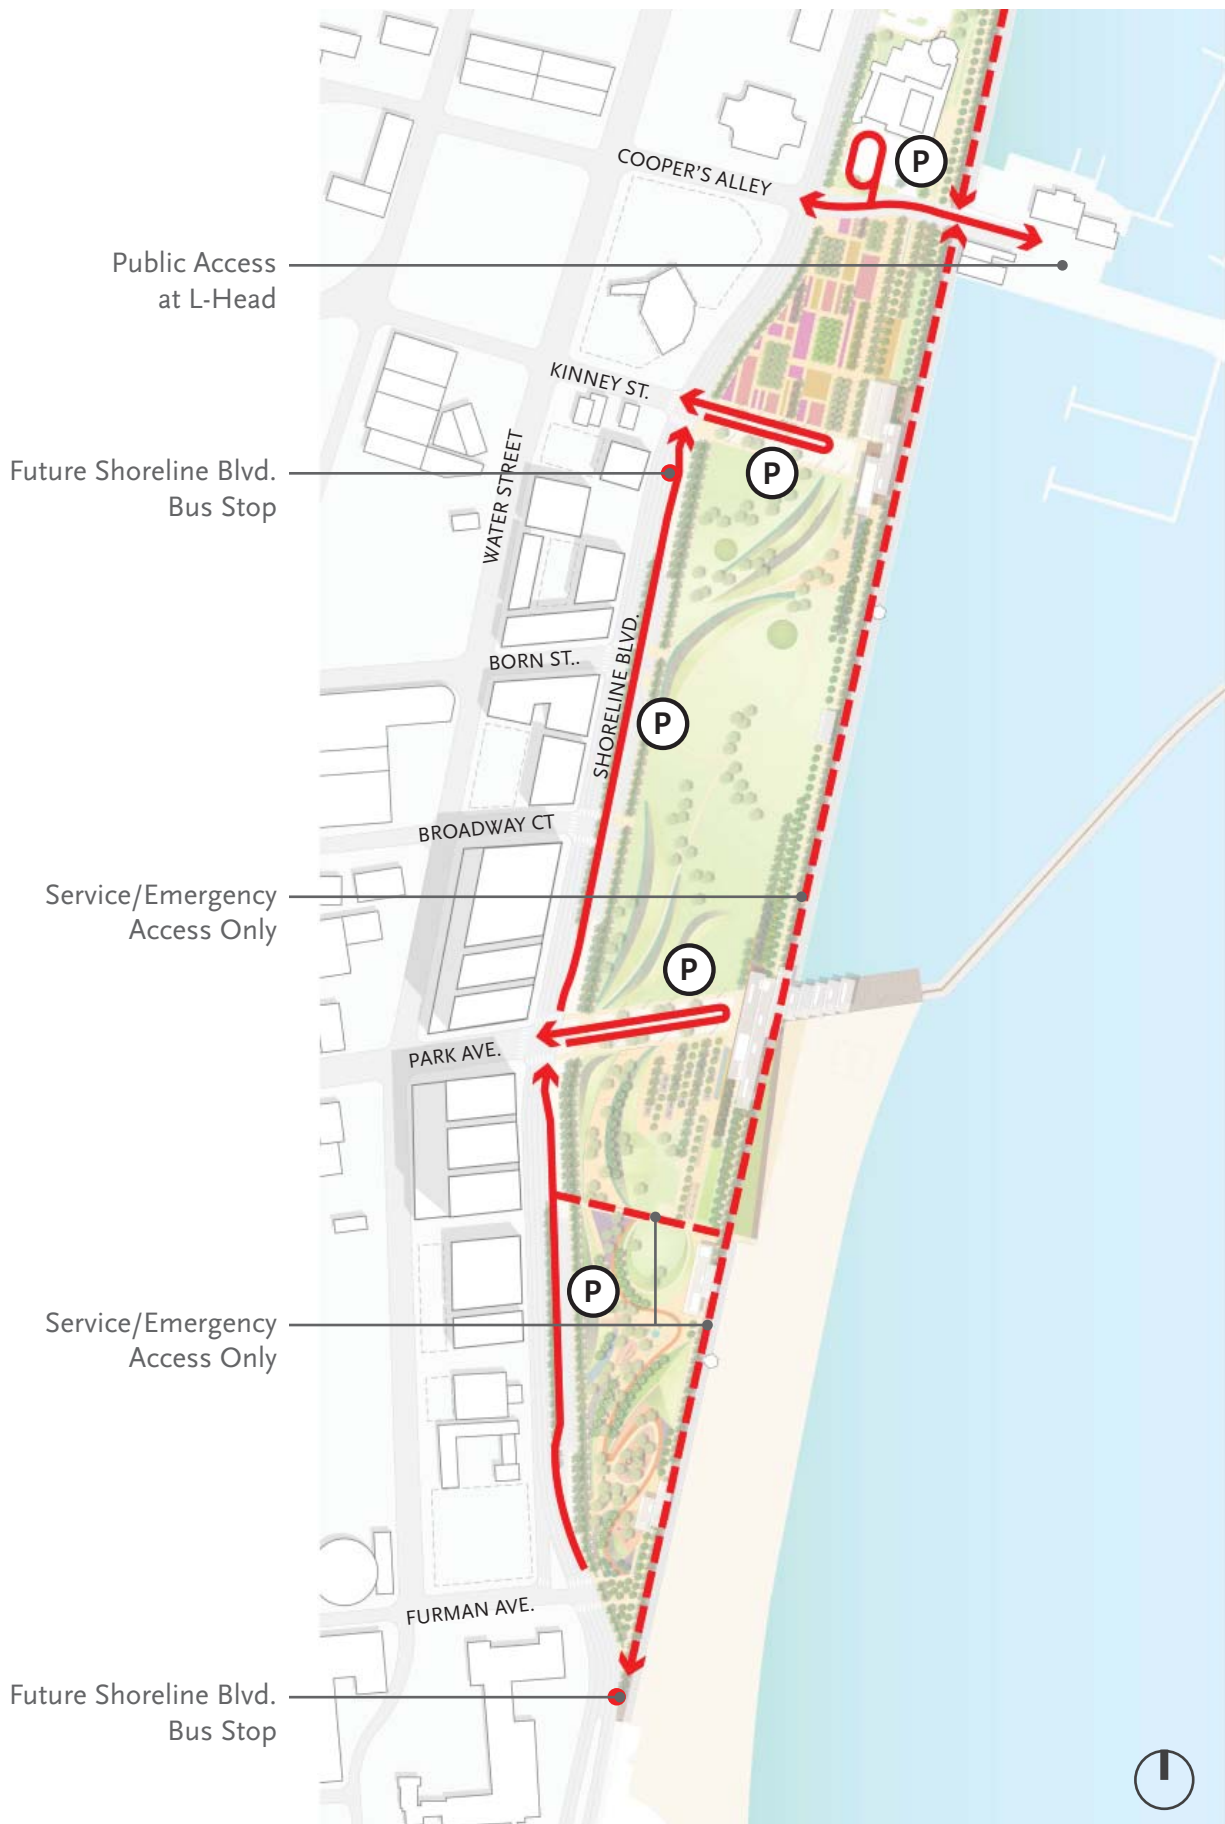 P
COOPER'S ALLEY
Public Access
at L-Head
KINNEY ST.
Future Shoreline Blvd.
Bus Stop
P
WATER STREET
BORN ST..
SHORELINE BLVD.
P
BROADWAY CT
Service/Emergency
Access Only
P
PARK AVE.
P
Service/Emergency
Access Only
FURMAN AVE.
Future Shoreline Blvd.
Bus Stop